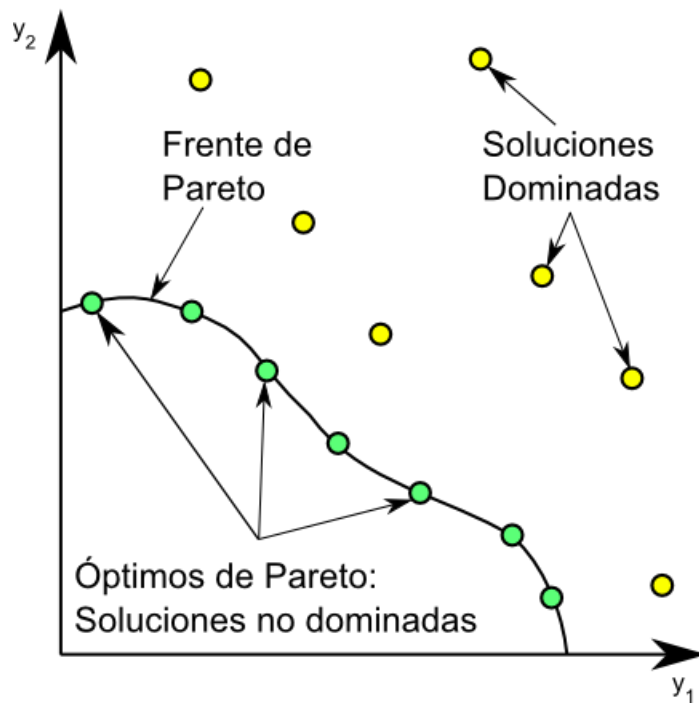 y2
Frente de
Pareto
Soluciones
Dominadas
Óptimos de Pareto:
Soluciones no dominadas
y1